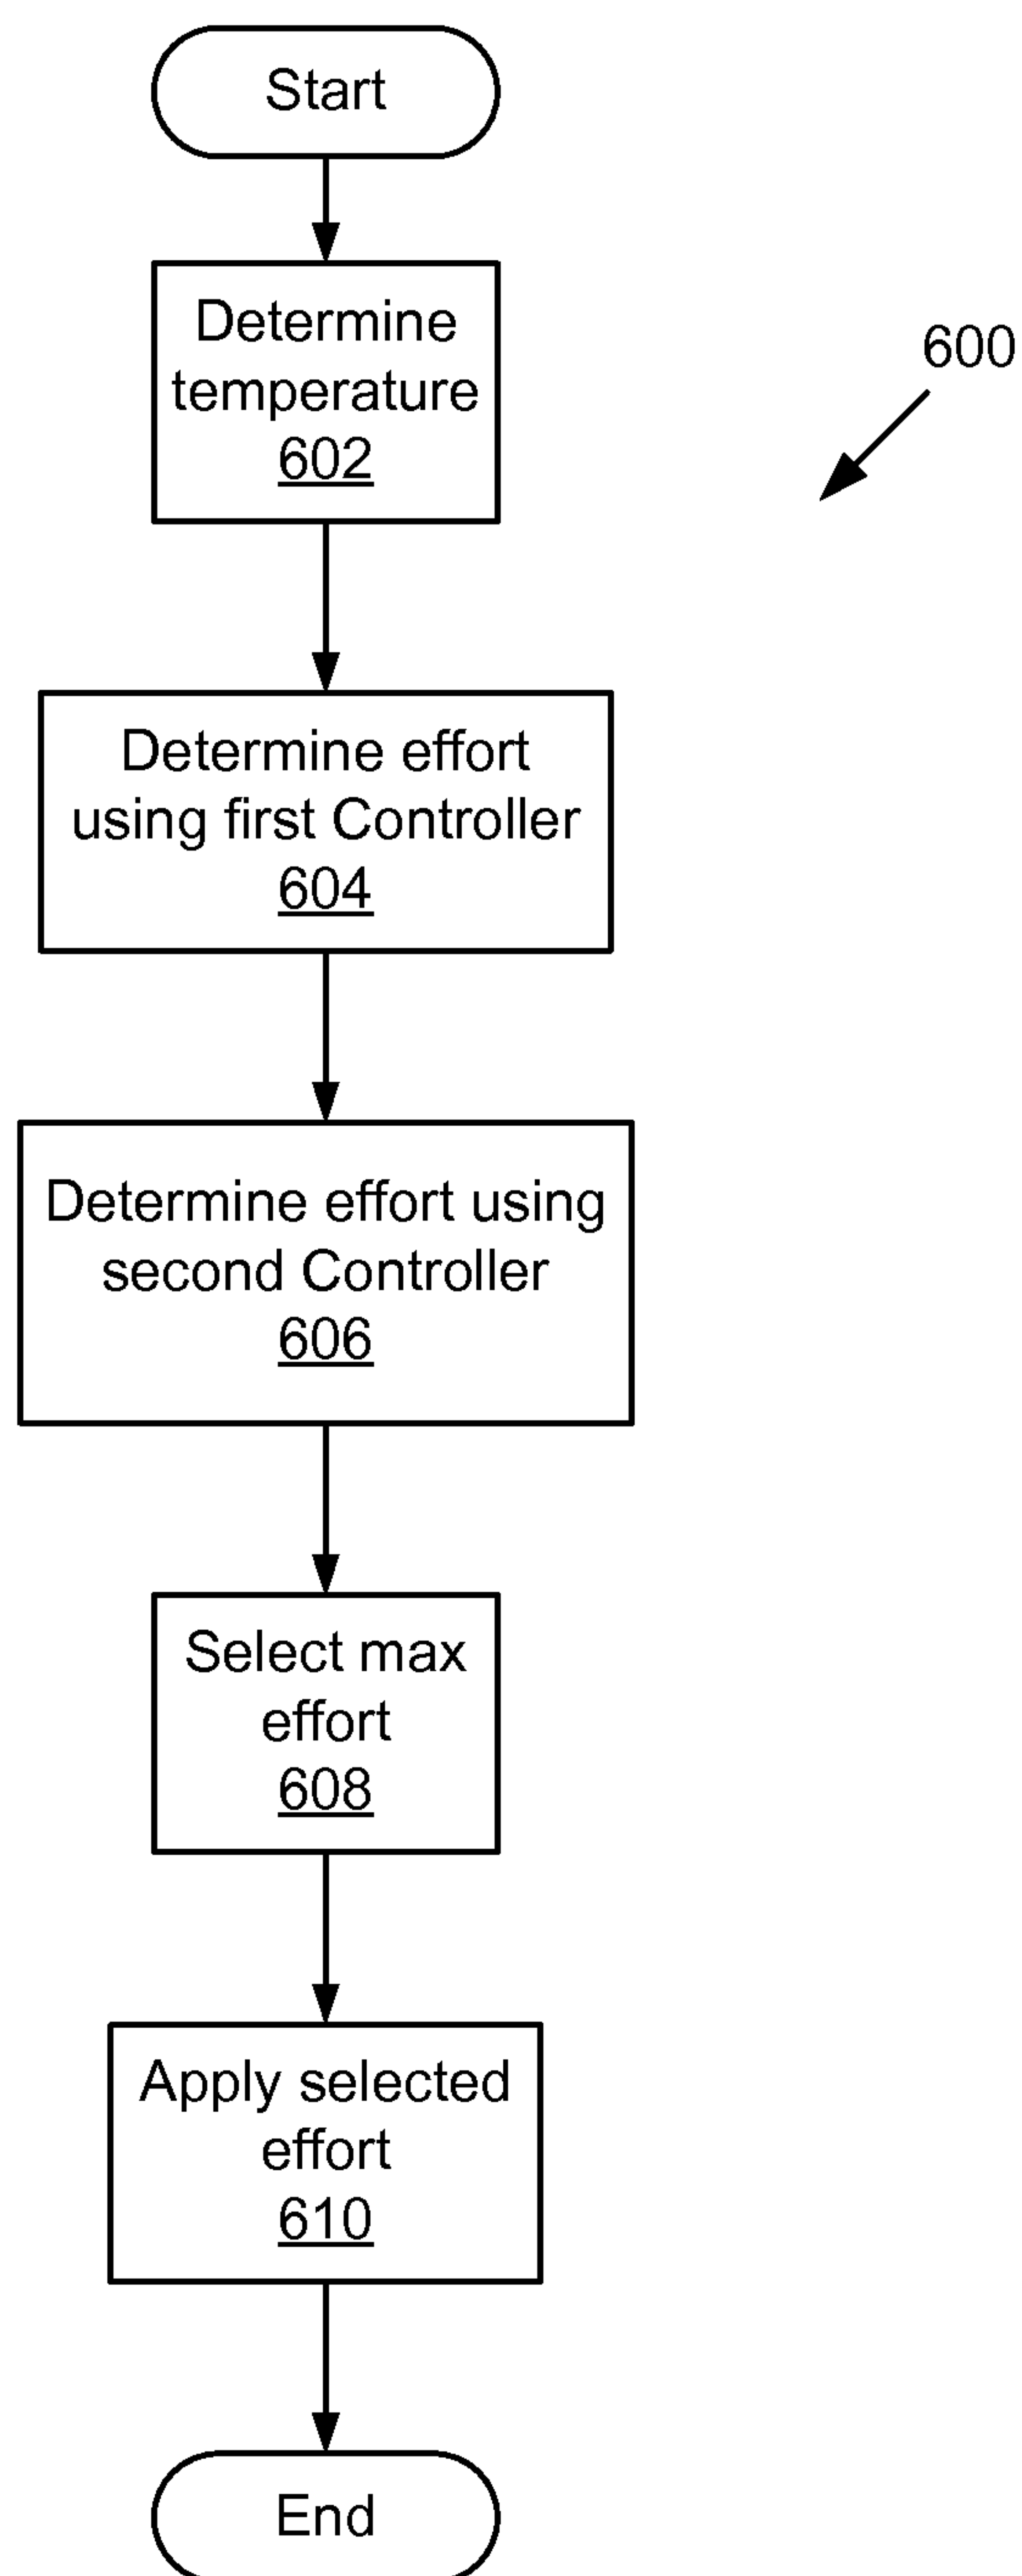 Start
Determine
temperature
602
600
Determine effort
using first Controller
604
Determine effort using
second Controller
606
Select max
effort
608
Apply selected
effort
610
End